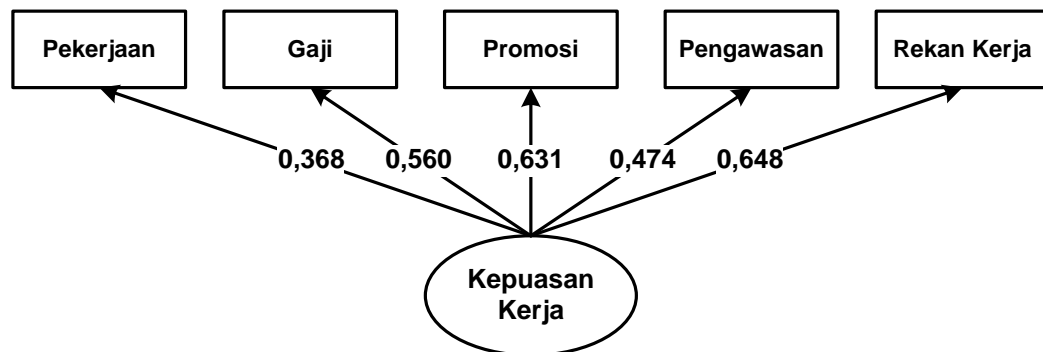 Pekerjaan
Gaji
Promosi
Pengawasan
Rekan Kerja
0,368
0,560
0,631
0,474
0,648
Kepuasan
Kerja